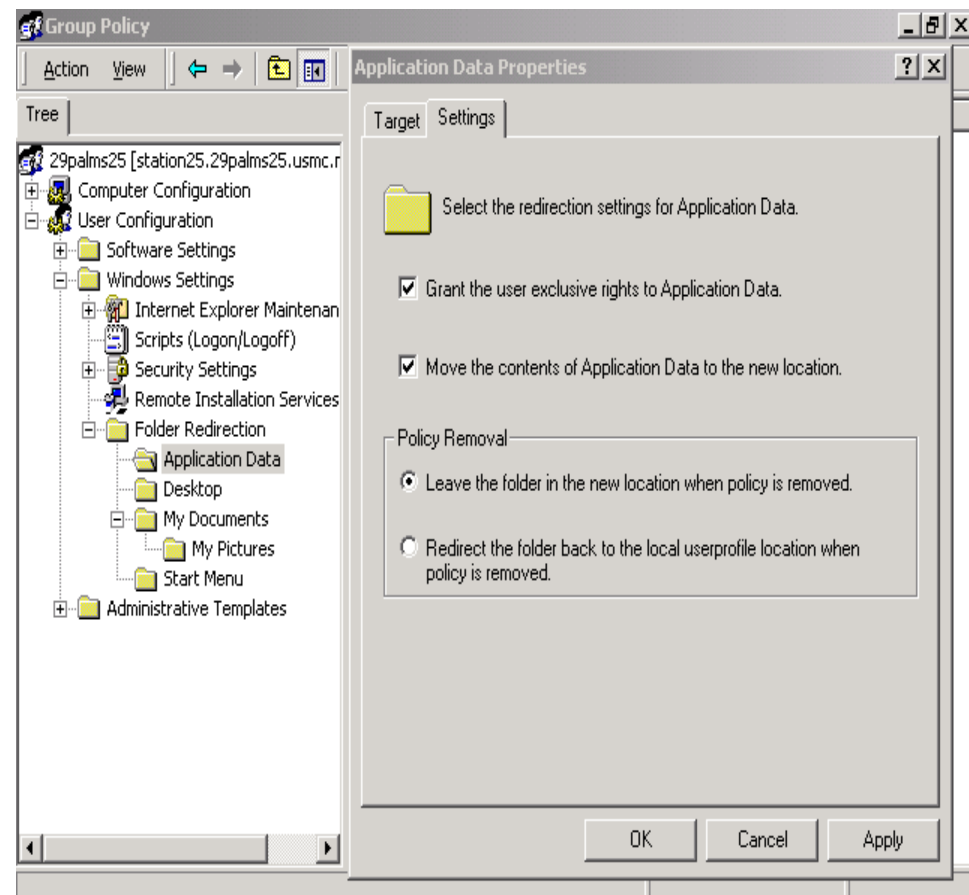 Group Policy
Action View
Tree
29palms25 [station25.29palms25.usmc.r
Computer Configuration
User Configuration
Software Settings
Windows Settings
Internet Explorer Maintenan
Scripts (Logon/Logoff)
Security Settings
Remote Installation Services
Folder Redirection
Application Data
Desktop
My Documents
My Pictures
Start Menu
Administrative Templates
Application Data Properties
Target Settings
Select the redirection settings for Application Data.
Grant the user exclusive rights to Application Data.
Move the contents of Application Data to the new location.
Policy Removal
Leave the folder in the new location when policy is removed.
Redirect the folder back to the local userprofile location when
policy is removed.
OK Cancel Apply